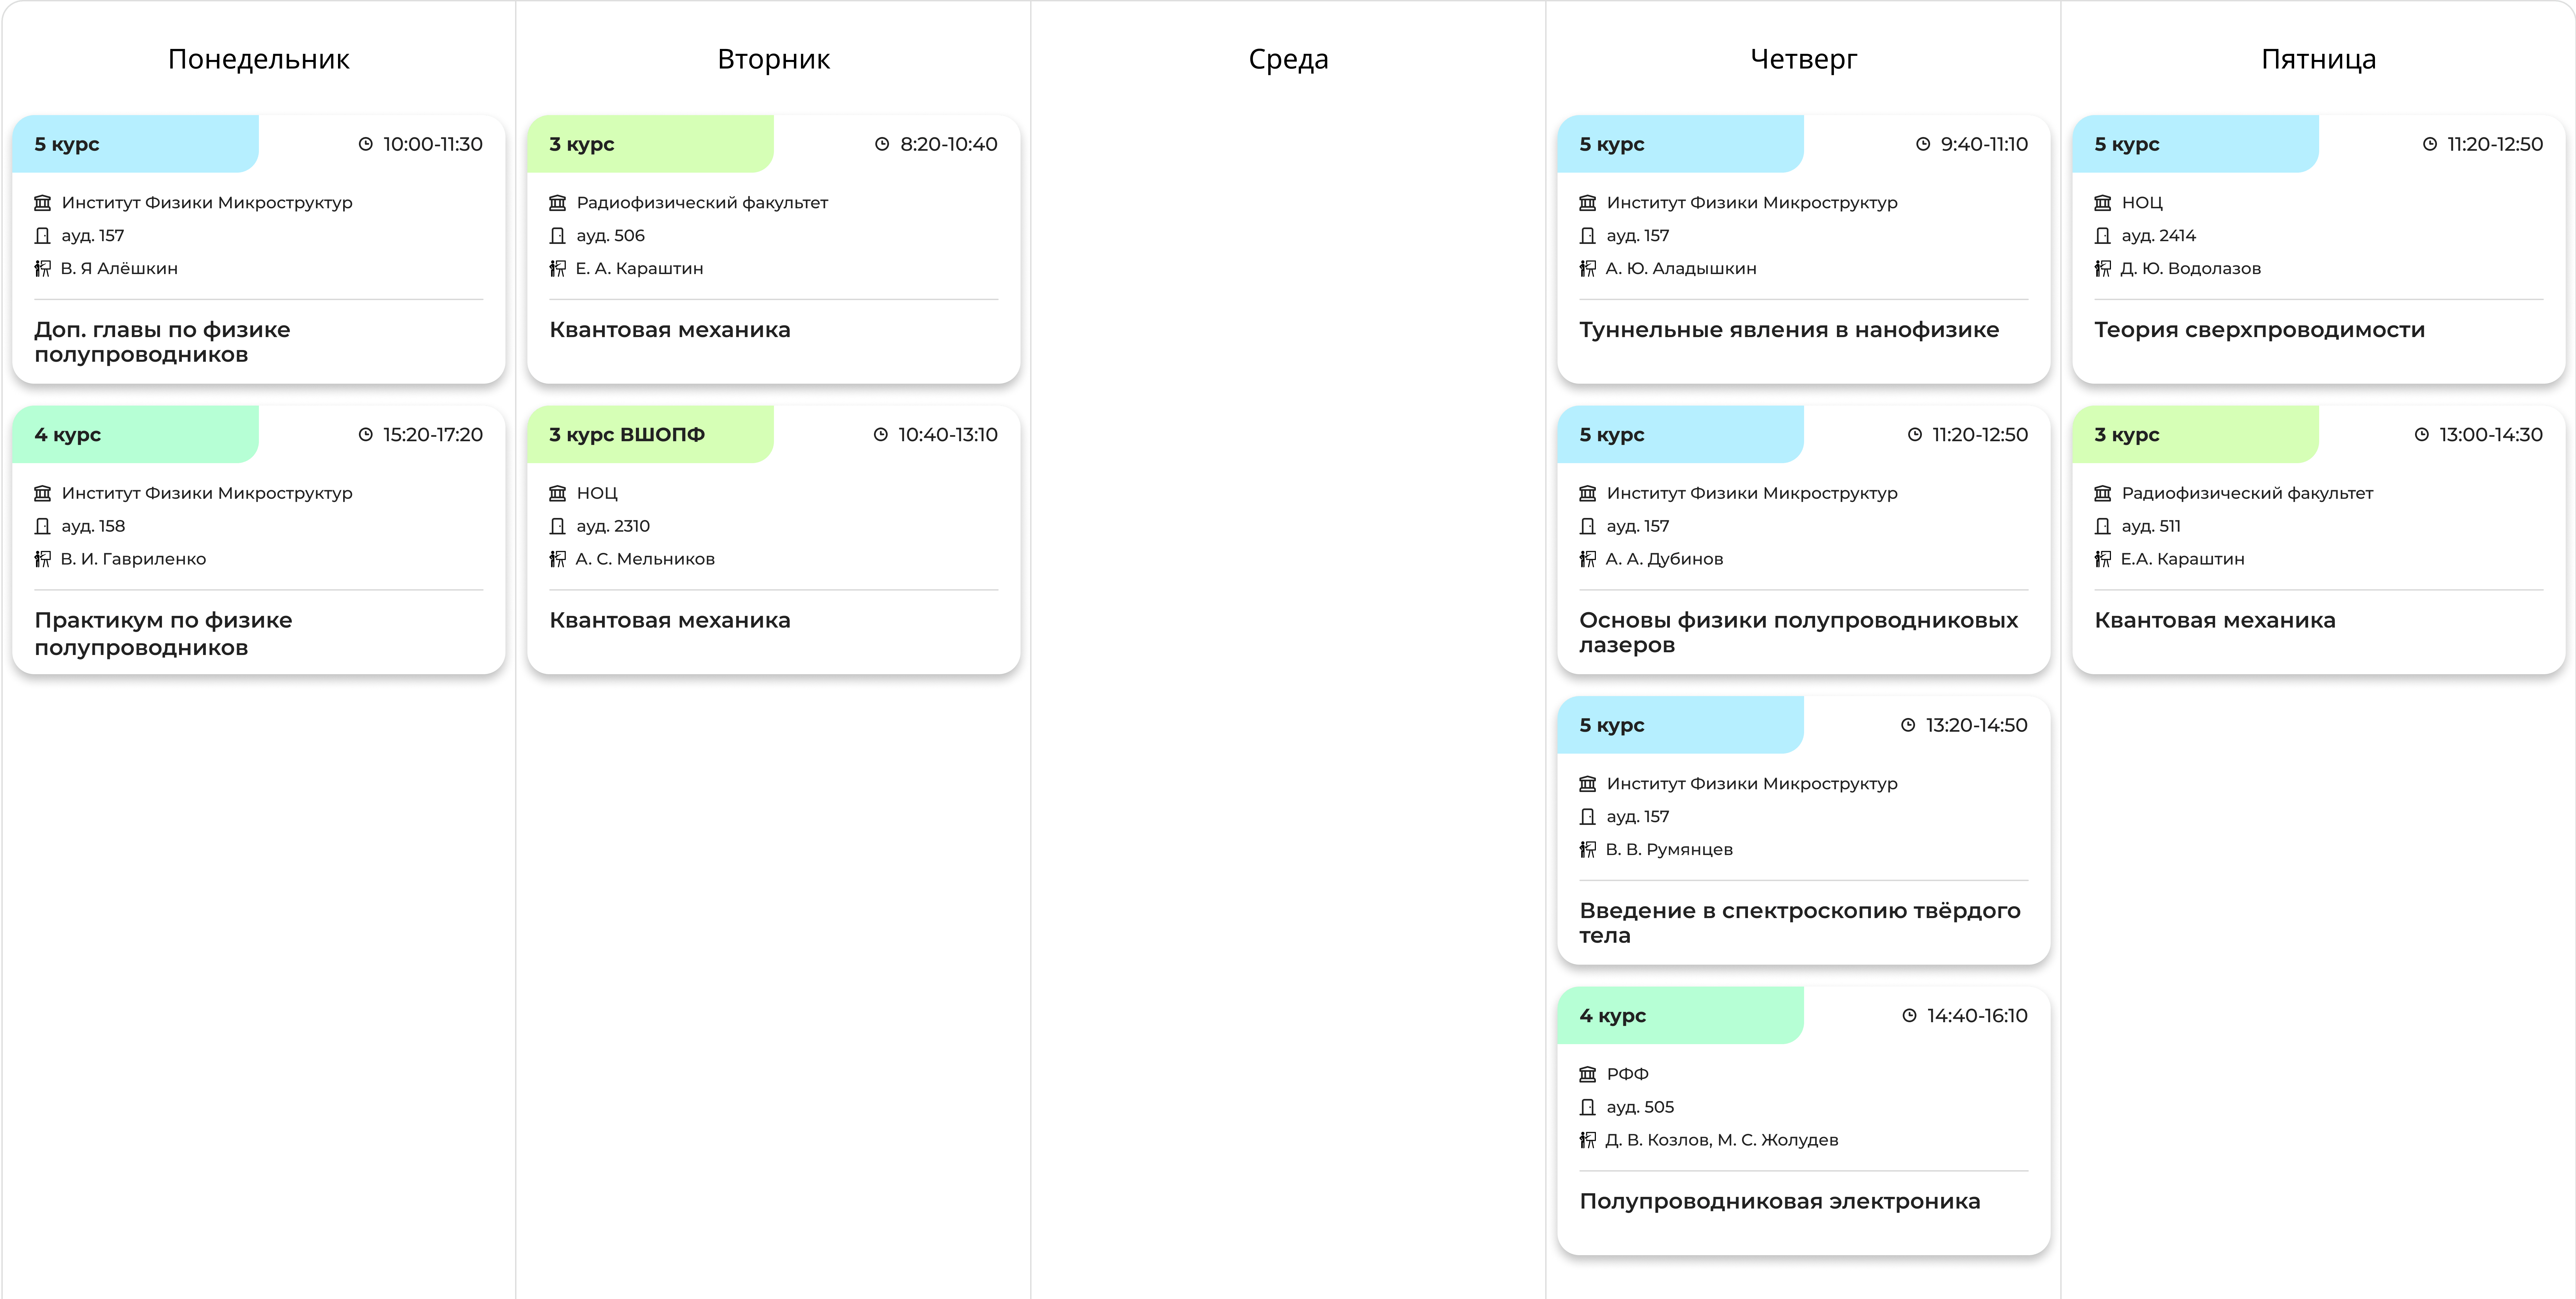 Понедельник
5 курс
10:00-11:30
Институт Физики Микроструктур
ауд. 157
В. Я Алёшкин
Доп. главы по физике
полупроводников
4 курс
15:20-17:20
Институт Физики Микроструктур
ауд. 158
В. И. Гавриленко
Практикум по физике
полупроводников
Вторник
3 курс
8:20-10:40
Радиофизический факультет
ауд. 506
Е. А. Караштин
Квантовая механика
3 курс ВШОПФ
10:40-13:10
НОЦ
ауд. 2310
А. С. Мельников
Квантовая механика
Среда
Четверг
5 курс
9:40-11:10
Институт Физики Микроструктур
ауд. 157
А. Ю. Аладышкин
Туннельные явления в нанофизике
5 курс
11:20-12:50
Институт Физики Микроструктур
ауд. 157
А. А. Дубинов
Основы физики полупроводниковых
лазеров
5 курс
13:20-14:50
Институт Физики Микроструктур
ауд. 157
В. В. Румянцев
Введение в спектроскопию твёрдого
тела
4 курс
14:40-16:10
РФФ
ауд. 505
Д. В. Козлов, М. С. Жолудев
Полупроводниковая электроника
Пятница
5 курс
11:20-12:50
НОЦ
ауд. 2414
Д. Ю. Водолазов
Теория сверхпроводимости
3 курс
13:00-14:30
Радиофизический факультет
ауд. 511
Е.А. Караштин
Квантовая механика